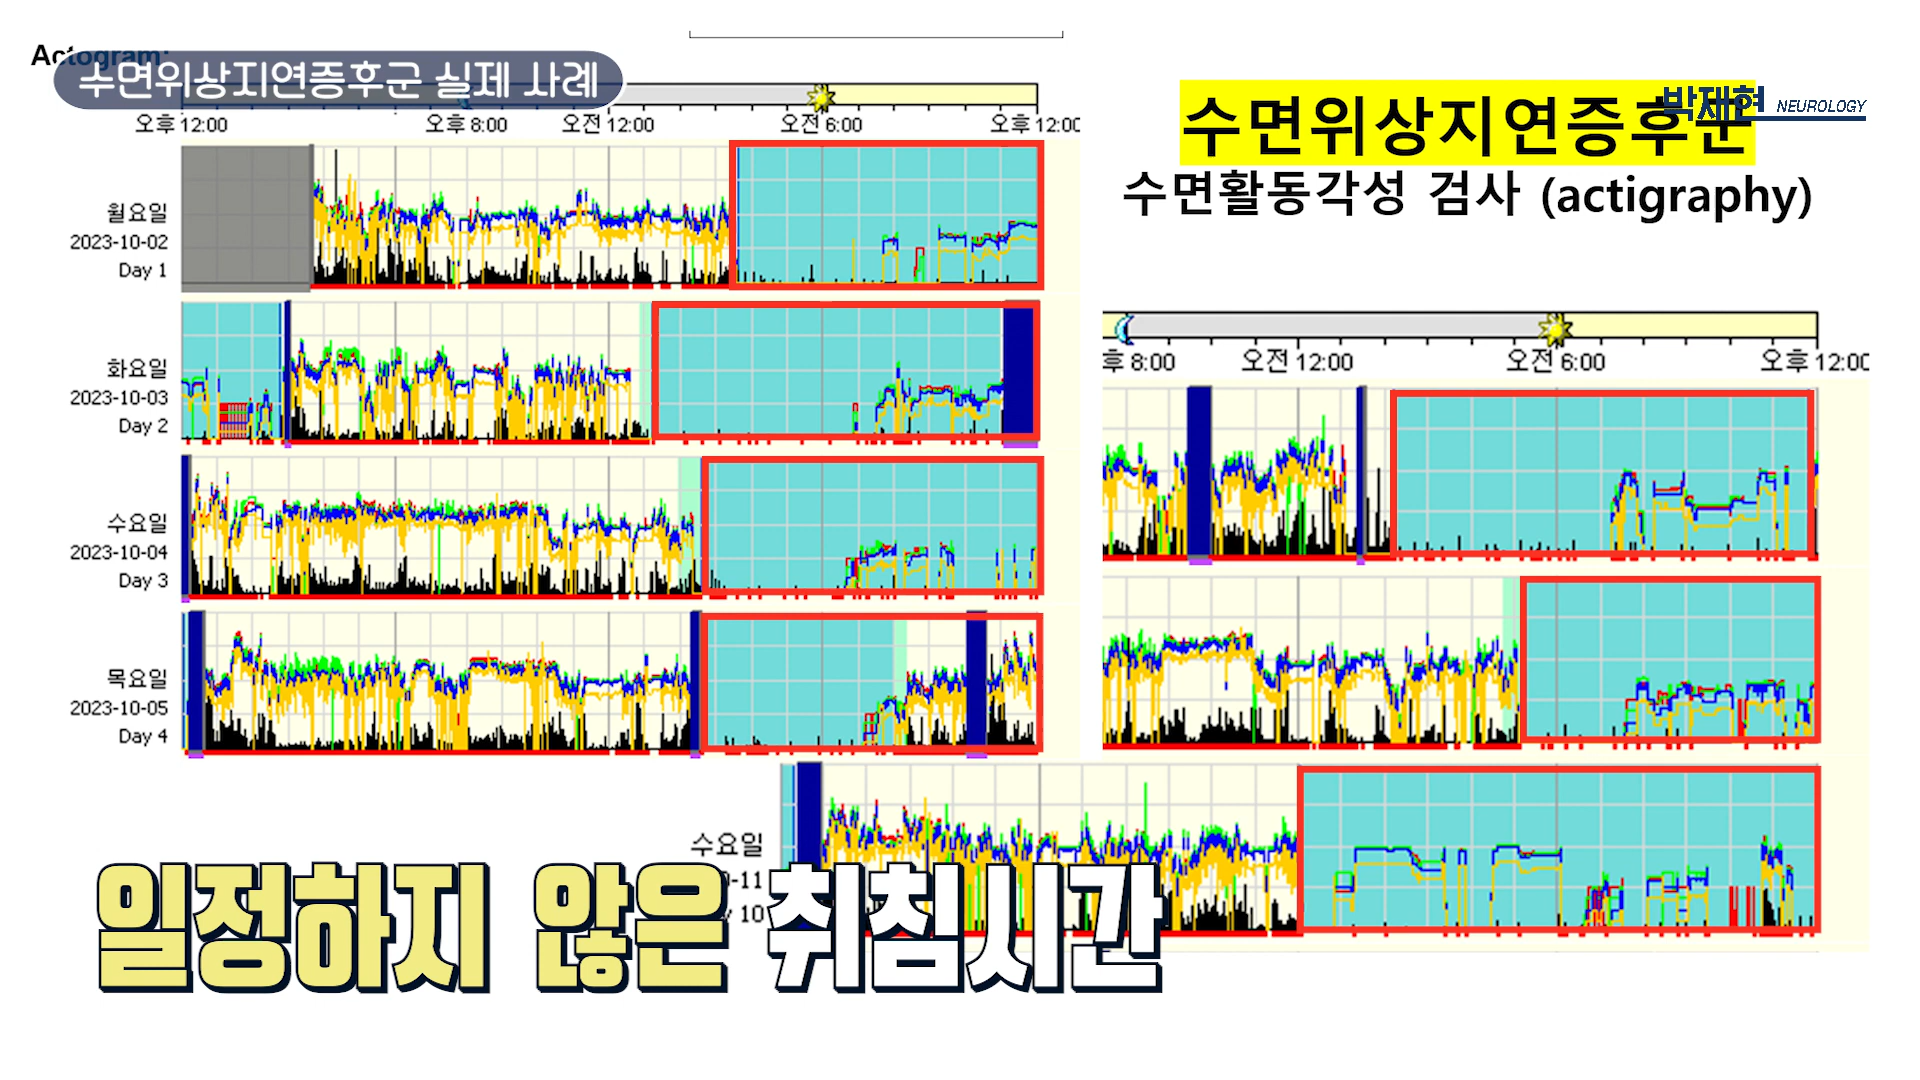 Actogram:
수면위상지연증후군 실제 사례
오후 12:00 오후 8:00 오전 12:00 오전 6:00 오후 12:00
월요일
2023-10-02
Day 1
화요일
2023-10-03
Day 2
수요일
2023-10-04
Day 3
목요일
2023-10-05
Day 4
수면위상지연증후군
박재현 NEUROLOGY
수면활동각성 검사 (actigraphy)
후 8:00 오전 12:00 오전 6:00 오후 12:00
수요일
-11
10
일정하지 않은 취침시간